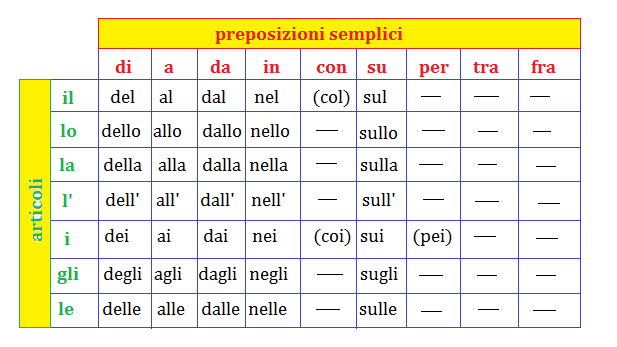 preposizioni semplici
di a da in con su per tra fra
articoli
il del al dal nel (col) sul — — —
lo dello allo dallo nello — sullo — — —
la della alla dalla nella — sulla — — —
l' dell' all' dall' nell' — sull' — — —
i dei ai dai nei (coi) sui (pei) — —
gli degli agli dagli negli — sugli — — —
le delle alle dalle nelle — sulle — — —